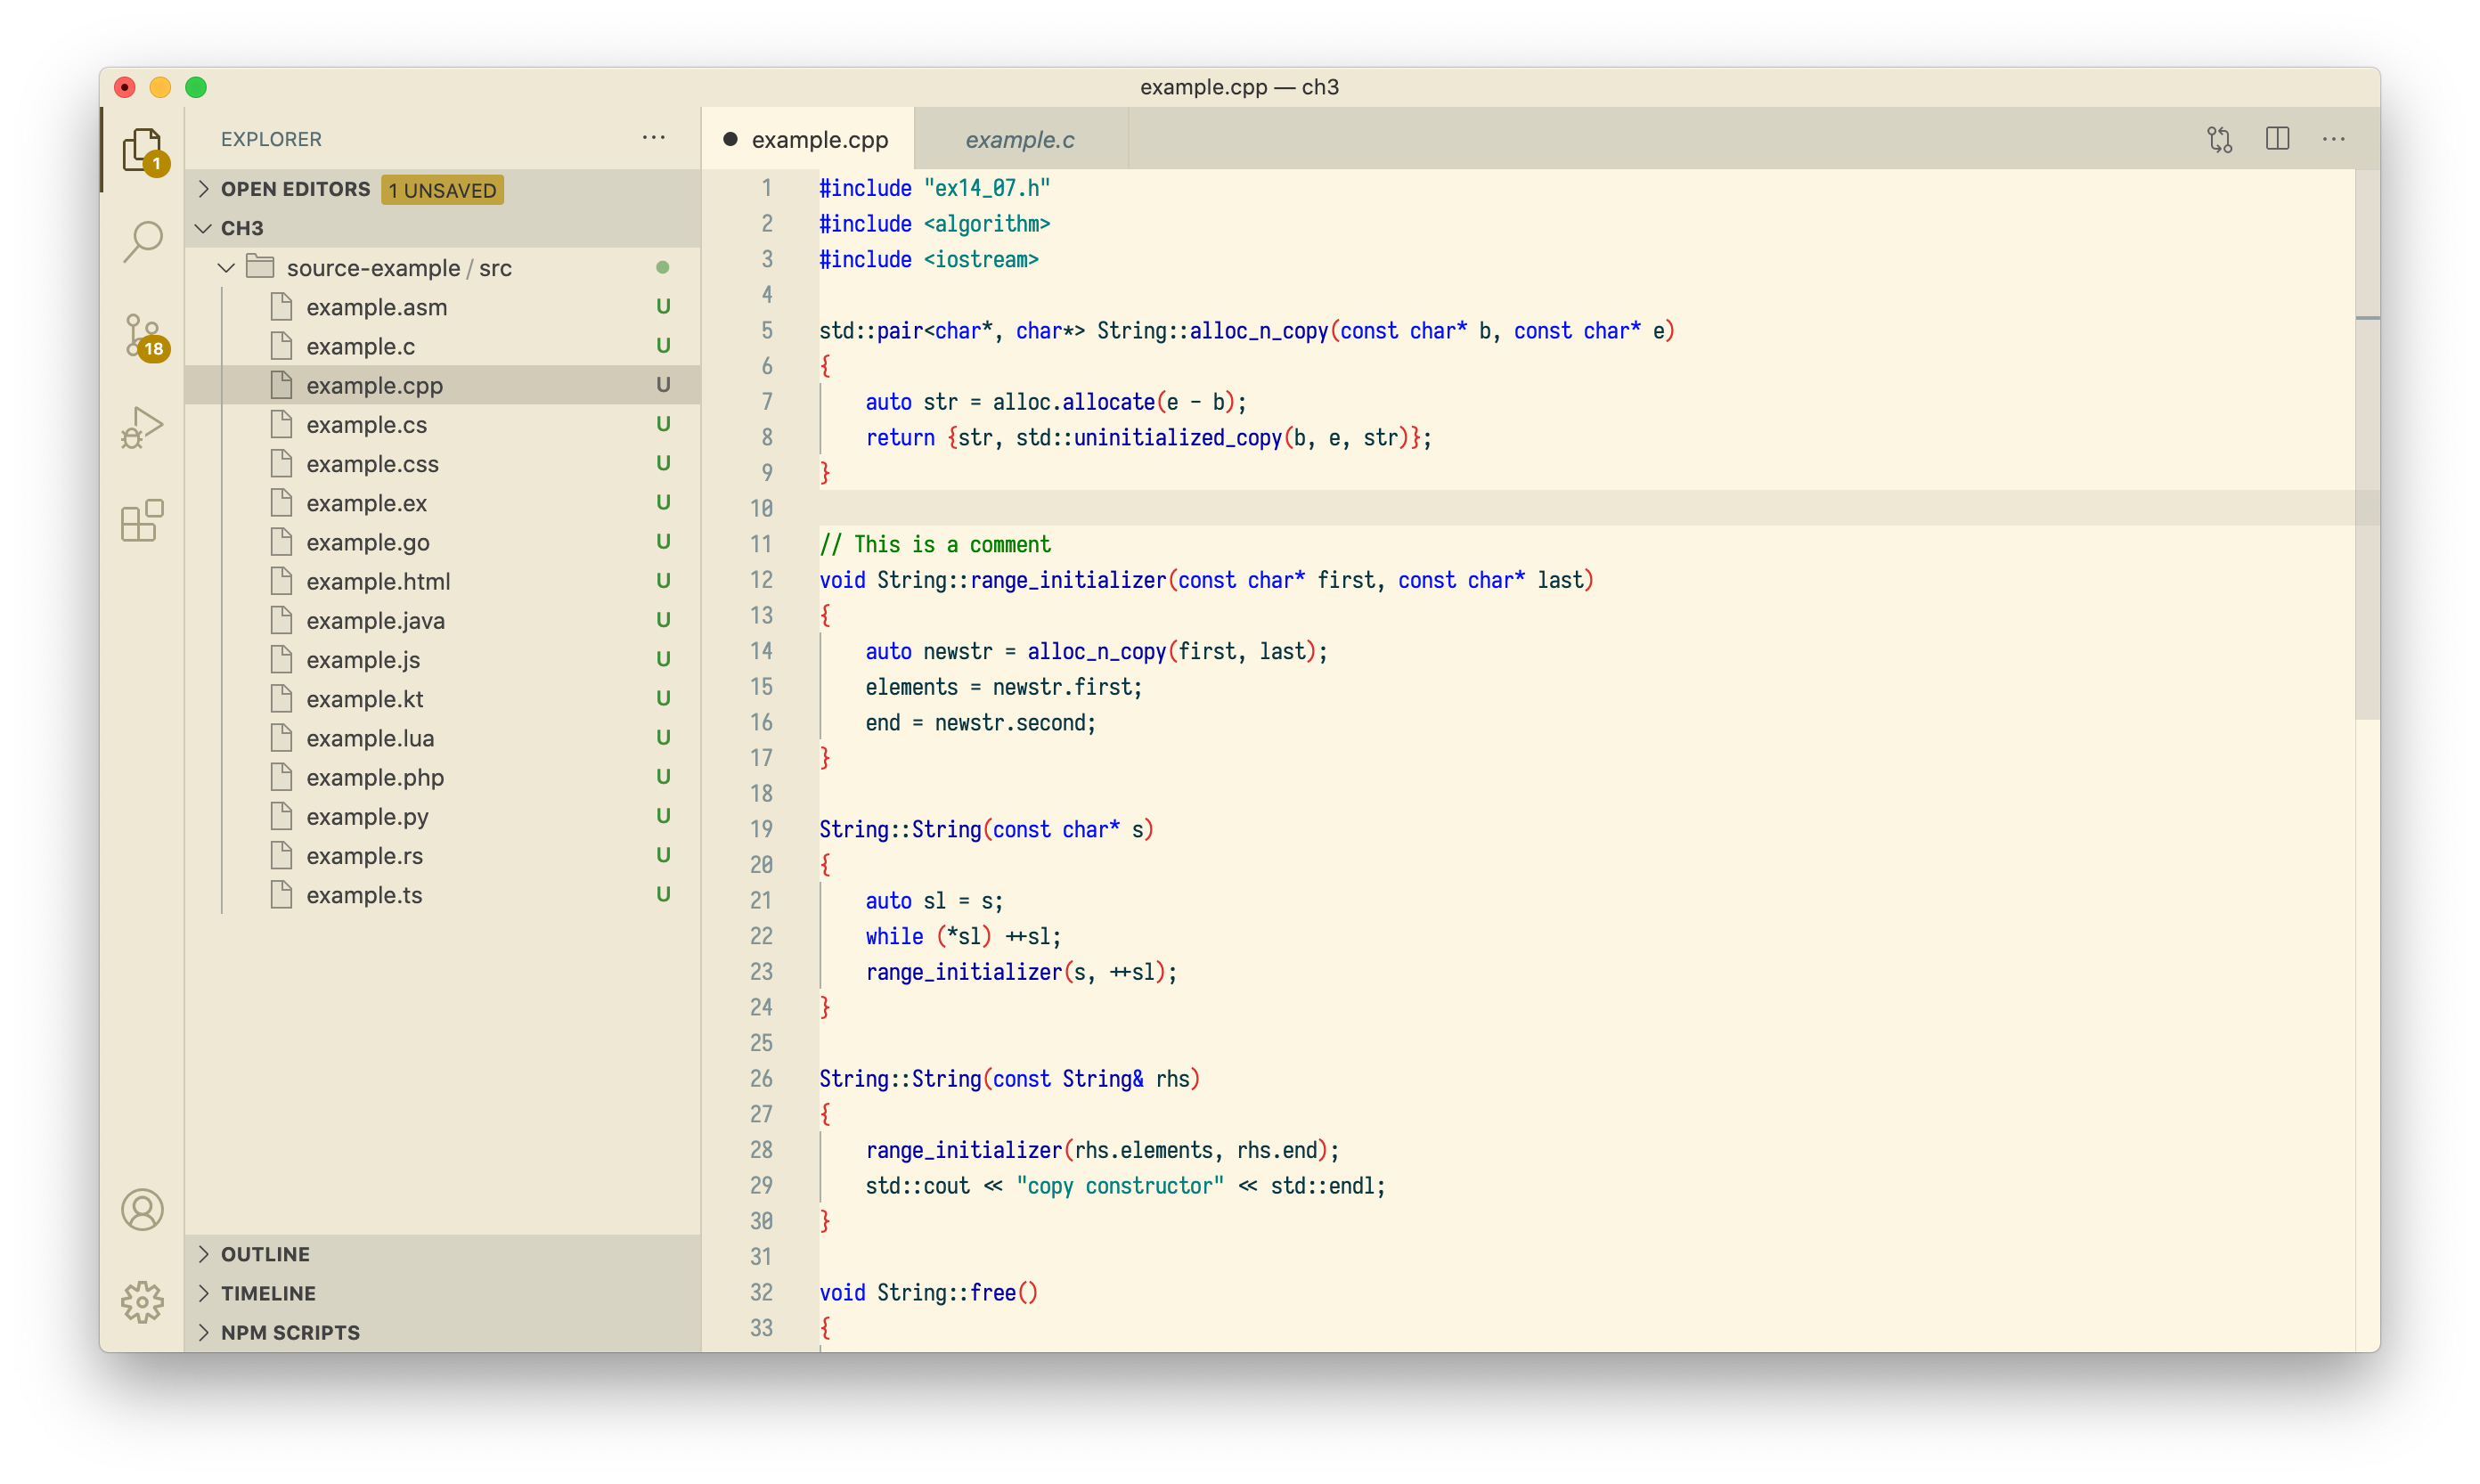 example.cpp — ch3
EXPLORER
OPEN EDITORS 1 UNSAVED
CH3
source-example / src
example.asm U
example.c U
example.cpp U
example.cs U
example.css U
example.ex U
example.go U
example.html U
example.java U
example.js U
example.kt U
example.lua U
example.php U
example.py U
example.rs U
example.ts U
OUTLINE
TIMELINE
NPM SCRIPTS
1
18
example.cpp example.c
1 #include "ex14_07.h"
2 #include <algorithm>
3 #include <iostream>
4
5 std::pair<char*, char*> String::alloc_n_copy(const char* b, const char* e)
6 {
7     auto str = alloc.allocate(e - b);
8     return {str, std::uninitialized_copy(b, e, str)};
9 }
10
11 // This is a comment
12 void String::range_initializer(const char* first, const char* last)
13 {
14     auto newstr = alloc_n_copy(first, last);
15     elements = newstr.first;
16     end = newstr.second;
17 }
18
19 String::String(const char* s)
20 {
21     auto sl = s;
22     while (*sl) ++sl;
23     range_initializer(s, ++sl);
24 }
25
26 String::String(const String& rhs)
27 {
28     range_initializer(rhs.elements, rhs.end);
29     std::cout << "copy constructor" << std::endl;
30 }
31
32 void String::free()
33 {